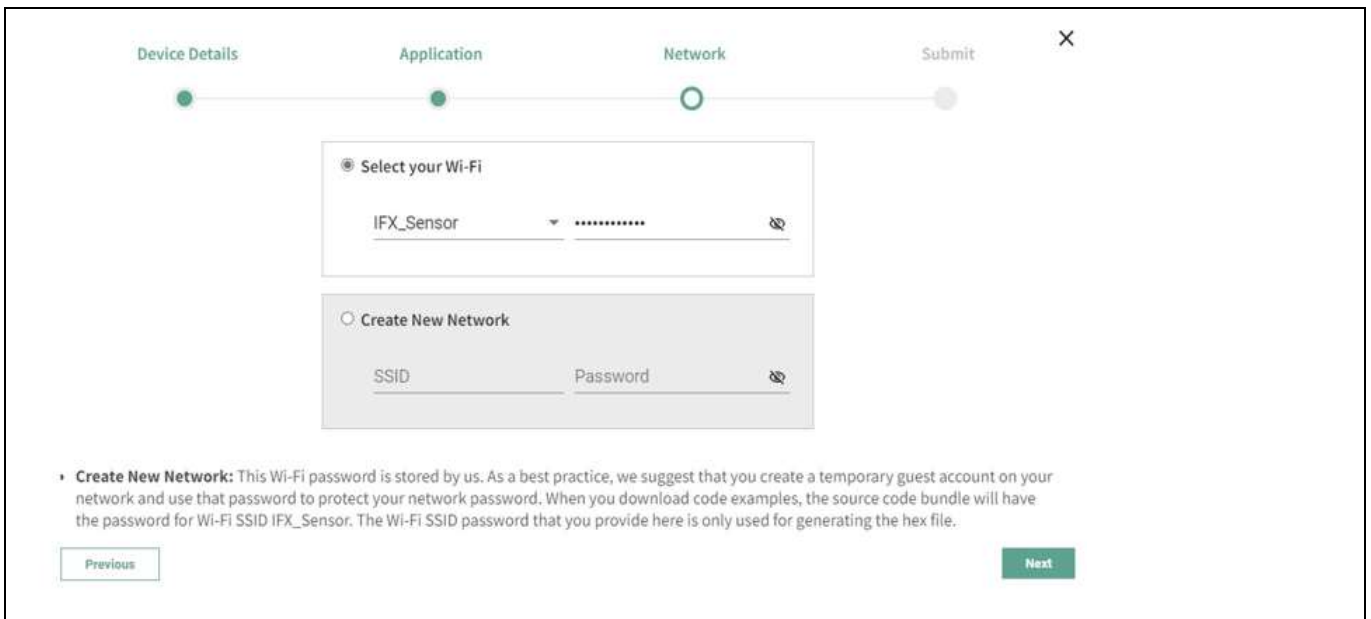 Device Details Application Network Submit
Select your Wi-Fi
IFX_Sensor ••••••••••••
Create New Network
SSID Password
Create New Network: This Wi-Fi password is stored by us. As a best practice, we suggest that you create a temporary guest account on your
network and use that password to protect your network password. When you download code examples, the source code bundle will have
the password for Wi-Fi SSID IFX_Sensor. The Wi-Fi SSID password that you provide here is only used for generating the hex file.
Previous Next